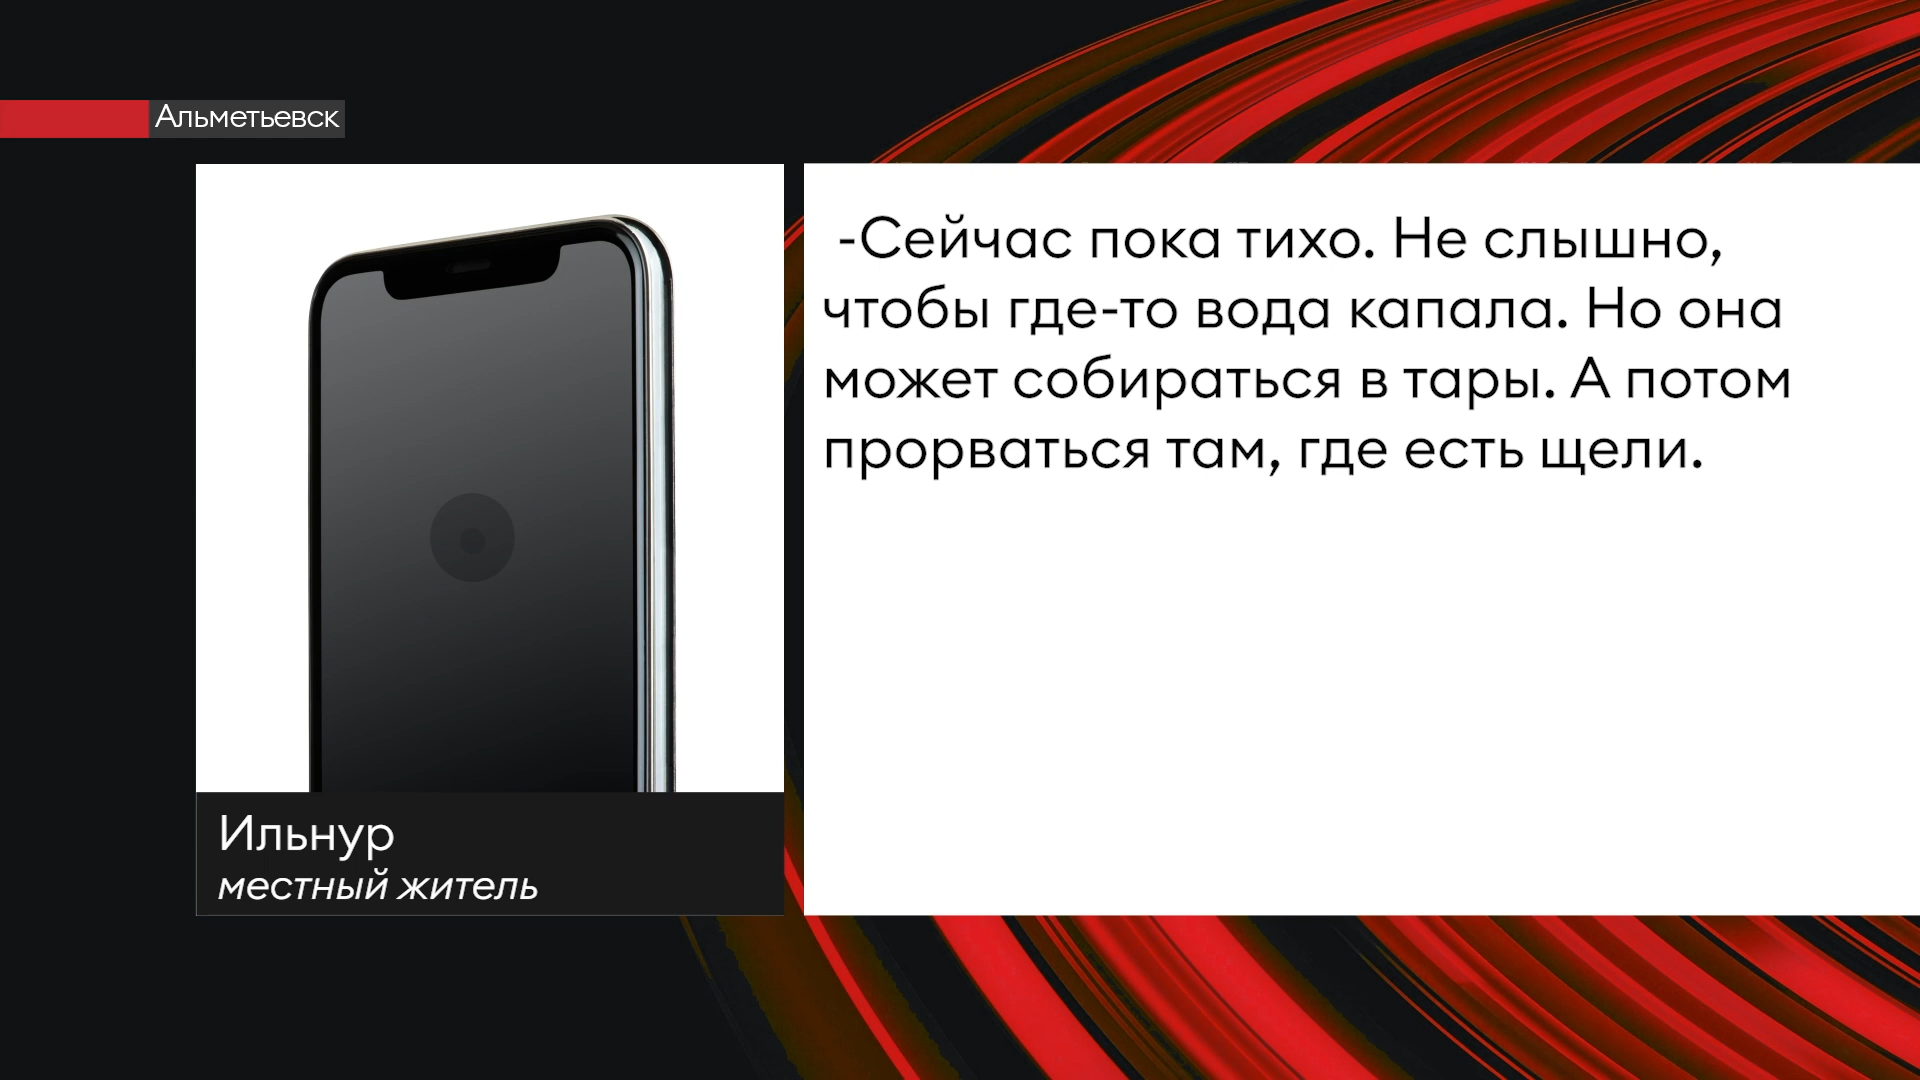 Альметьевск
-Сейчас пока тихо. Не слышно,
чтобы где-то вода капала. Но она
может собираться в тары. А потом
прорваться там, где есть щели.
Ильнур
местный житель